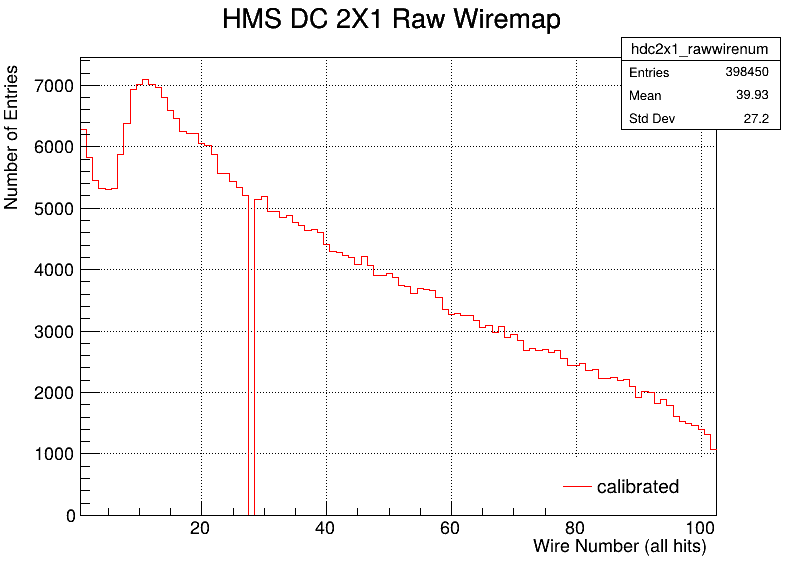 HMS DC 2X1 Raw Wiremap
hdc2x1_rawwirenum
Entries 398450
Mean 39.93
Std Dev 27.2
Number of Entries
7000
6000
5000
4000
3000
2000
1000
0
calibrated
20 40 60 80 100
Wire Number (all hits)